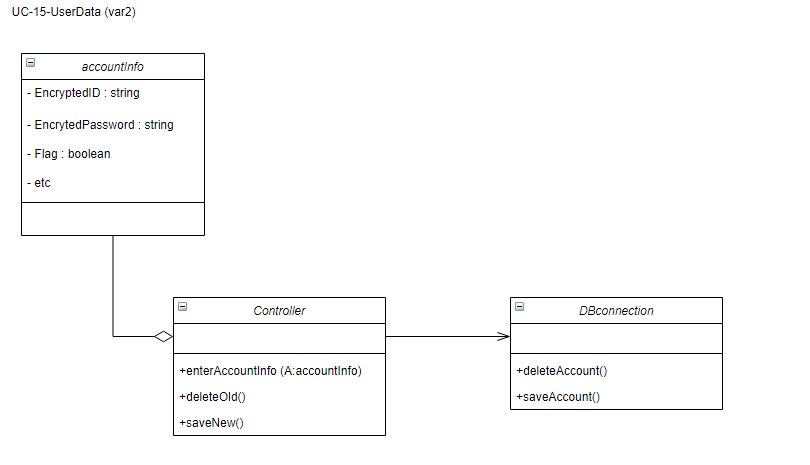 UC-15-UserData (var2)
accountInfo
- EncryptedID : string
- EncrytedPassword : string
- Flag : boolean
- etc
Controller
+enterAccountInfo (A:accountInfo)
+deleteOld()
+saveNew()
DBconnection
+deleteAccount()
+saveAccount()